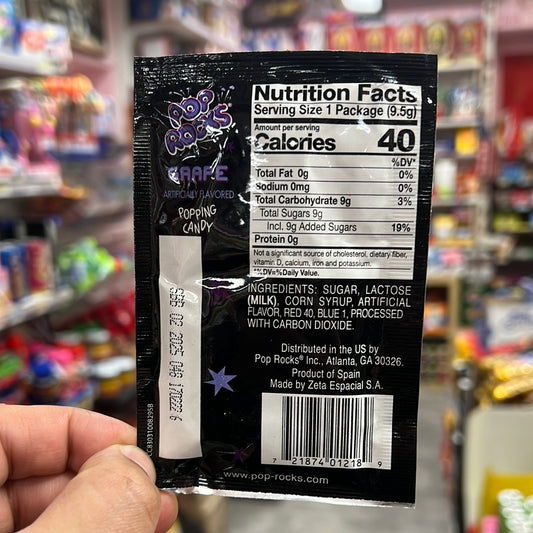 POP
ROCKS
GRAPE
ARTIFICIALLY FLAVORED
POPPING
CANDY
Nutrition Facts
Serving Size 1 Package (9.5g)
Amount per serving
Calories 40
%DV*
Total Fat 0g 0%
Sodium 0mg 0%
Total Carbohydrate 9g 3%
Total Sugars 9g
Incl. 9g Added Sugars 19%
Protein 0g
Not a significant source of cholesterol, dietary fiber,
vitamin D, calcium, iron and potassium.
*%DV=%Daily Value.
INGREDIENTS: SUGAR, LACTOSE
(MILK), CORN SYRUP, ARTIFICIAL
FLAVOR, RED 40, BLUE 1, PROCESSED
WITH CARBON DIOXIDE.
Distributed in the US by
Pop Rocks® Inc., Atlanta, GA 30326.
Product of Spain
Made by Zeta Espacial S.A.
7 21874 01218 9
www.pop-rocks.com